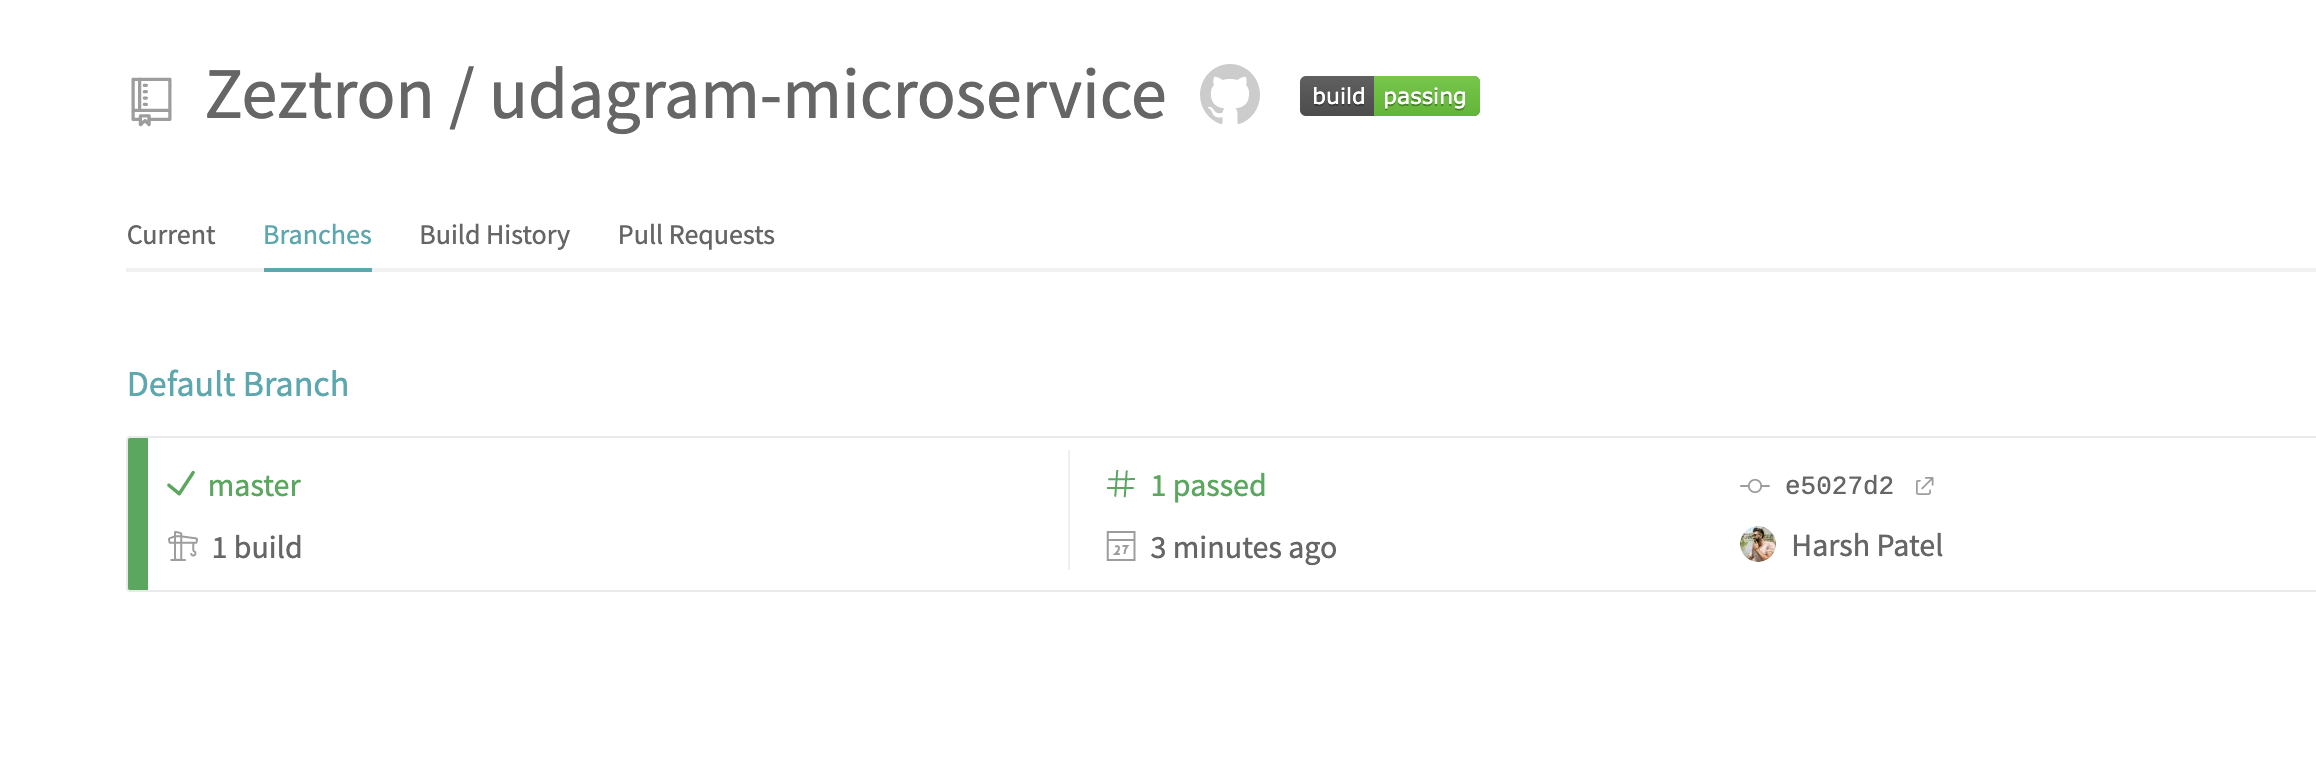 Zeztron / udagram-microservice build passing
Current Branches Build History Pull Requests
Default Branch
master # 1 passed e5027d2
1 build 27 3 minutes ago Harsh Patel